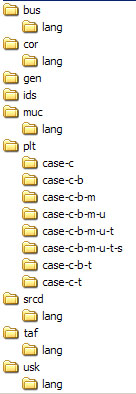 bus
lang
cor
lang
gen
ids
muc
lang
plt
case-c
case-c-b
case-c-b-m
case-c-b-m-u
case-c-b-m-u-t
case-c-b-m-u-t-s
case-c-b-t
case-c-t
srcd
lang
taf
lang
usk
lang